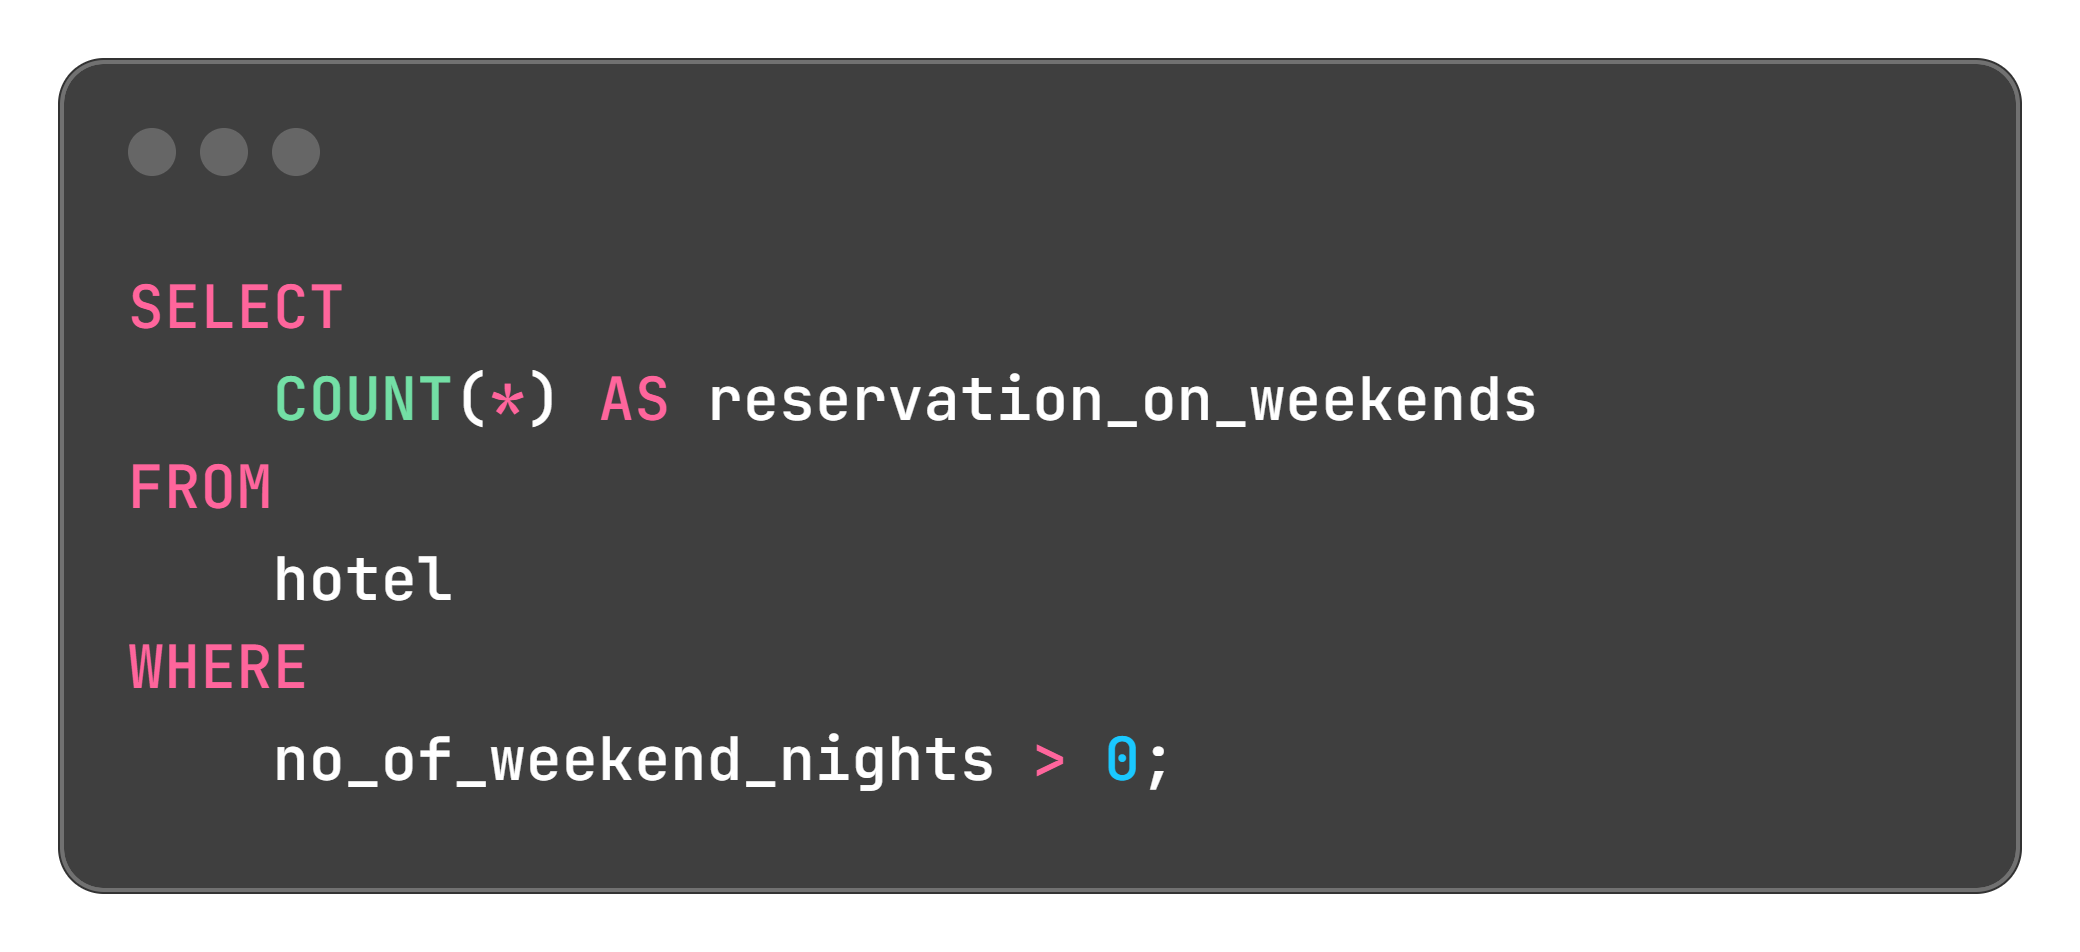 SELECT
    COUNT(*) AS reservation_on_weekends
FROM
    hotel
WHERE
    no_of_weekend_nights > 0;